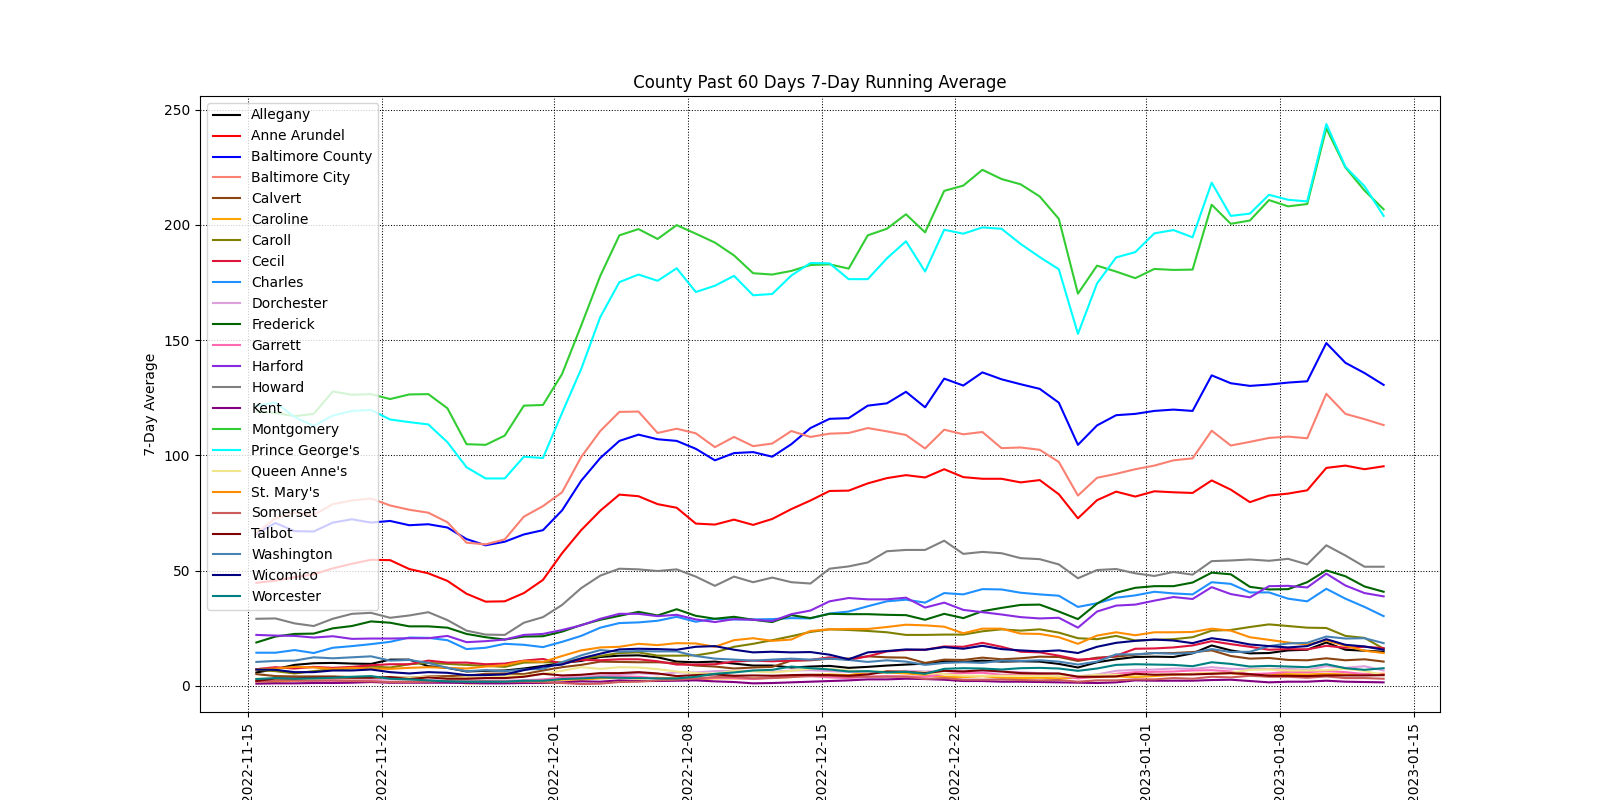 County Past 60 Days 7-Day Running Average
7-Day Average
250
200
150
100
50
0
Allegany
Anne Arundel
Baltimore County
Baltimore City
Calvert
Caroline
Caroll
Cecil
Charles
Dorchester
Frederick
Garrett
Harford
Howard
Kent
Montgomery
Prince George's
Queen Anne's
St. Mary's
Somerset
Talbot
Washington
Wicomico
Worcester
2022-11-15
2022-11-22
2022-12-01
2022-12-08
2022-12-15
2022-12-22
2023-01-01
2023-01-08
2023-01-15